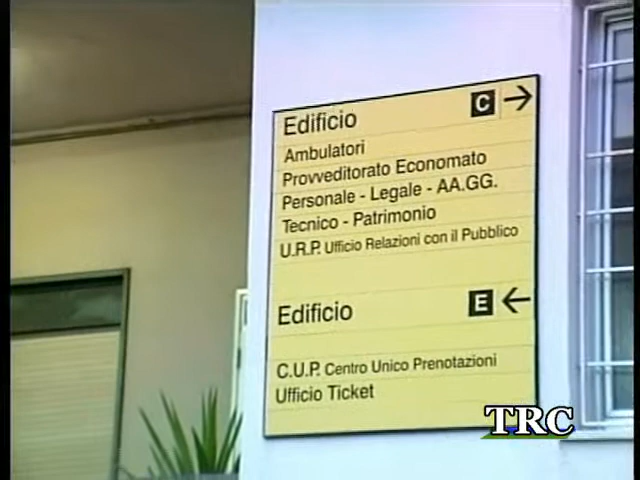 Edificio C →
Ambulatori
Provveditorato Economato
Personale - Legale - AA.GG.
Tecnico - Patrimonio
U.R.P. Ufficio Relazioni con il Pubblico
Edificio E ←
C.U.P. Centro Unico Prenotazioni
Ufficio Ticket
TRC